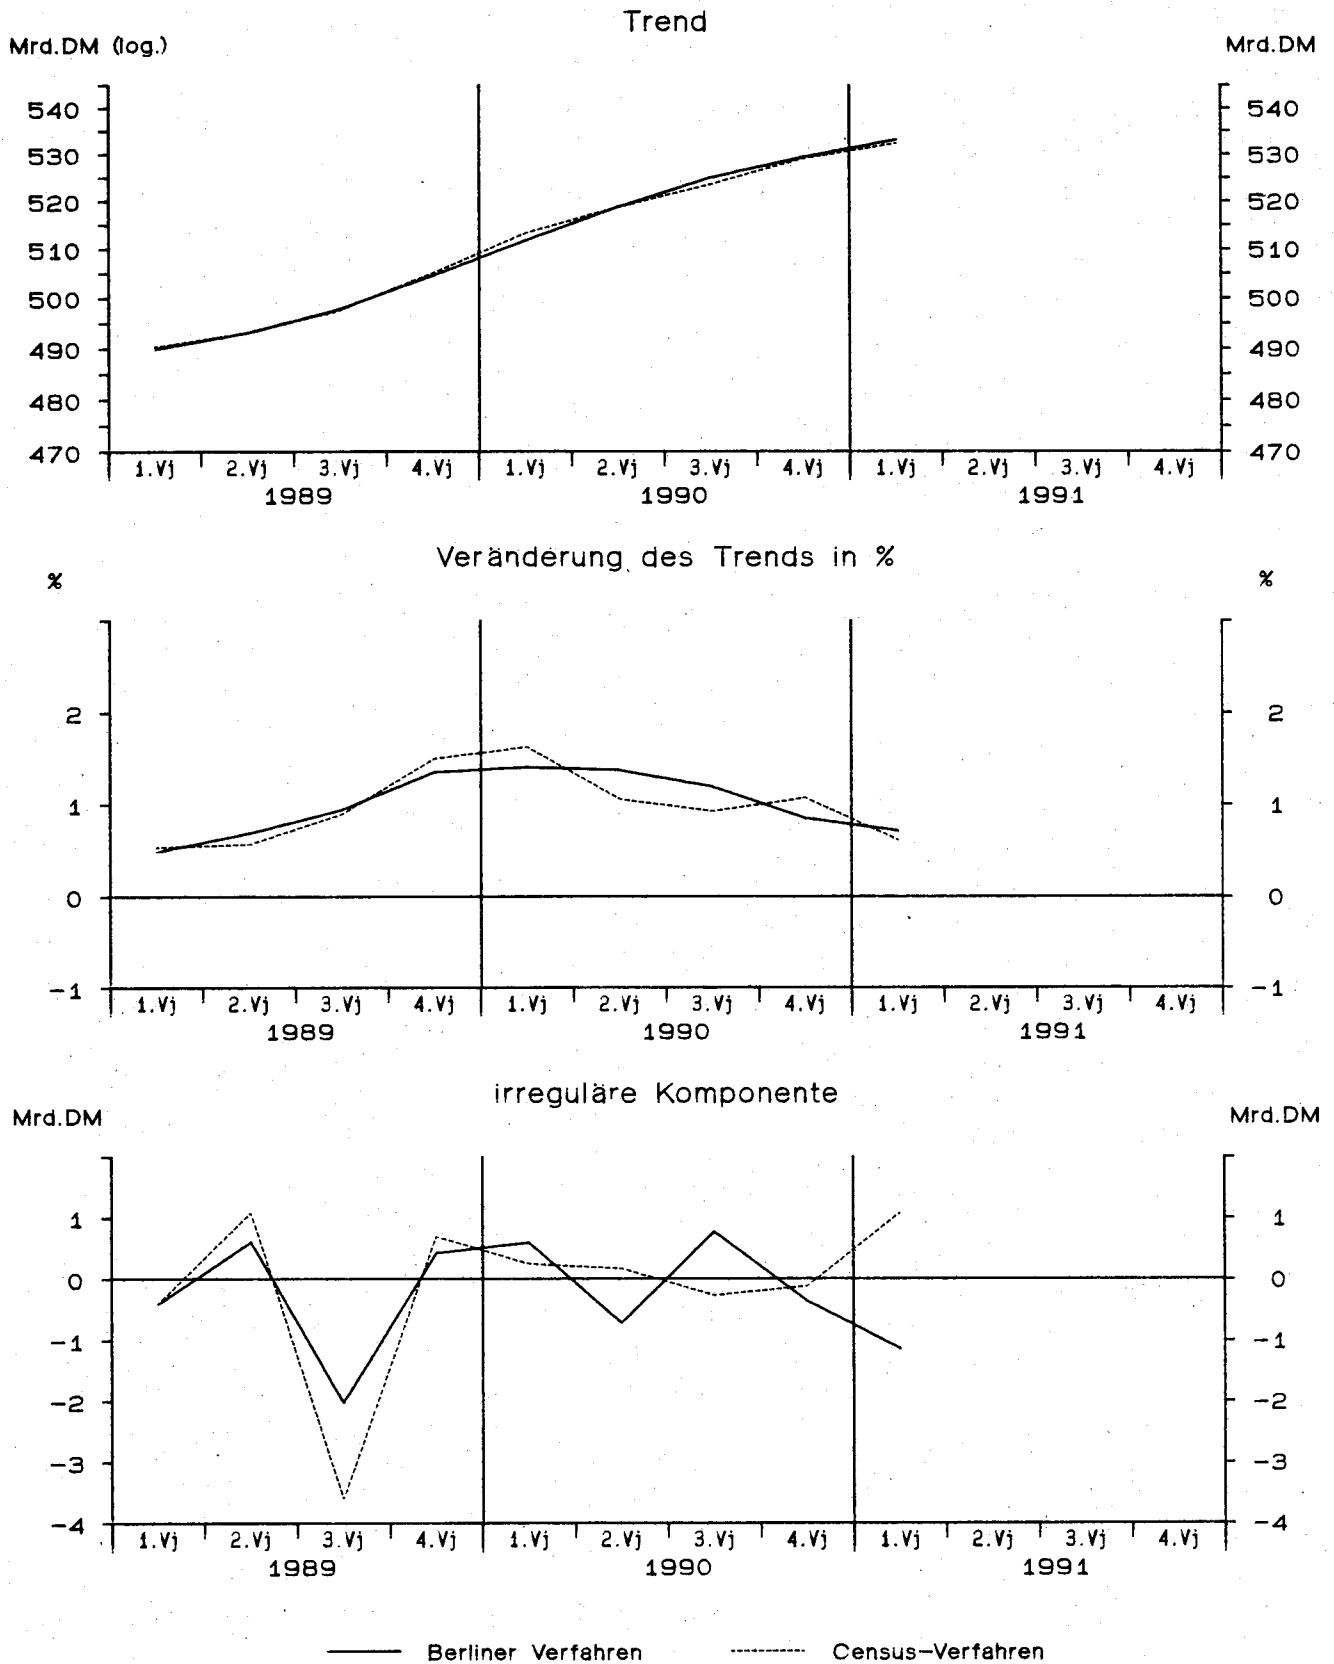 Trend
Mrd.DM (log.) Mrd.DM
540 540
530 530
520 520
510 510
500 500
490 490
480 480
470 470
1.Vj 2.Vj 3.Vj 4.Vj 1.Vj 2.Vj 3.Vj 4.Vj 1.Vj 2.Vj 3.Vj 4.Vj
1989 1990 1991
Veränderung des Trends in %
% %
2 2
1 1
0 0
-1 -1
1.Vj 2.Vj 3.Vj 4.Vj 1.Vj 2.Vj 3.Vj 4.Vj 1.Vj 2.Vj 3.Vj 4.Vj
1989 1990 1991
irreguläre Komponente
Mrd.DM Mrd.DM
1 1
0 0
-1 -1
-2 -2
-3 -3
-4 -4
1.Vj 2.Vj 3.Vj 4.Vj 1.Vj 2.Vj 3.Vj 4.Vj 1.Vj 2.Vj 3.Vj 4.Vj
1989 1990 1991
Berliner Verfahren Census-Verfahren